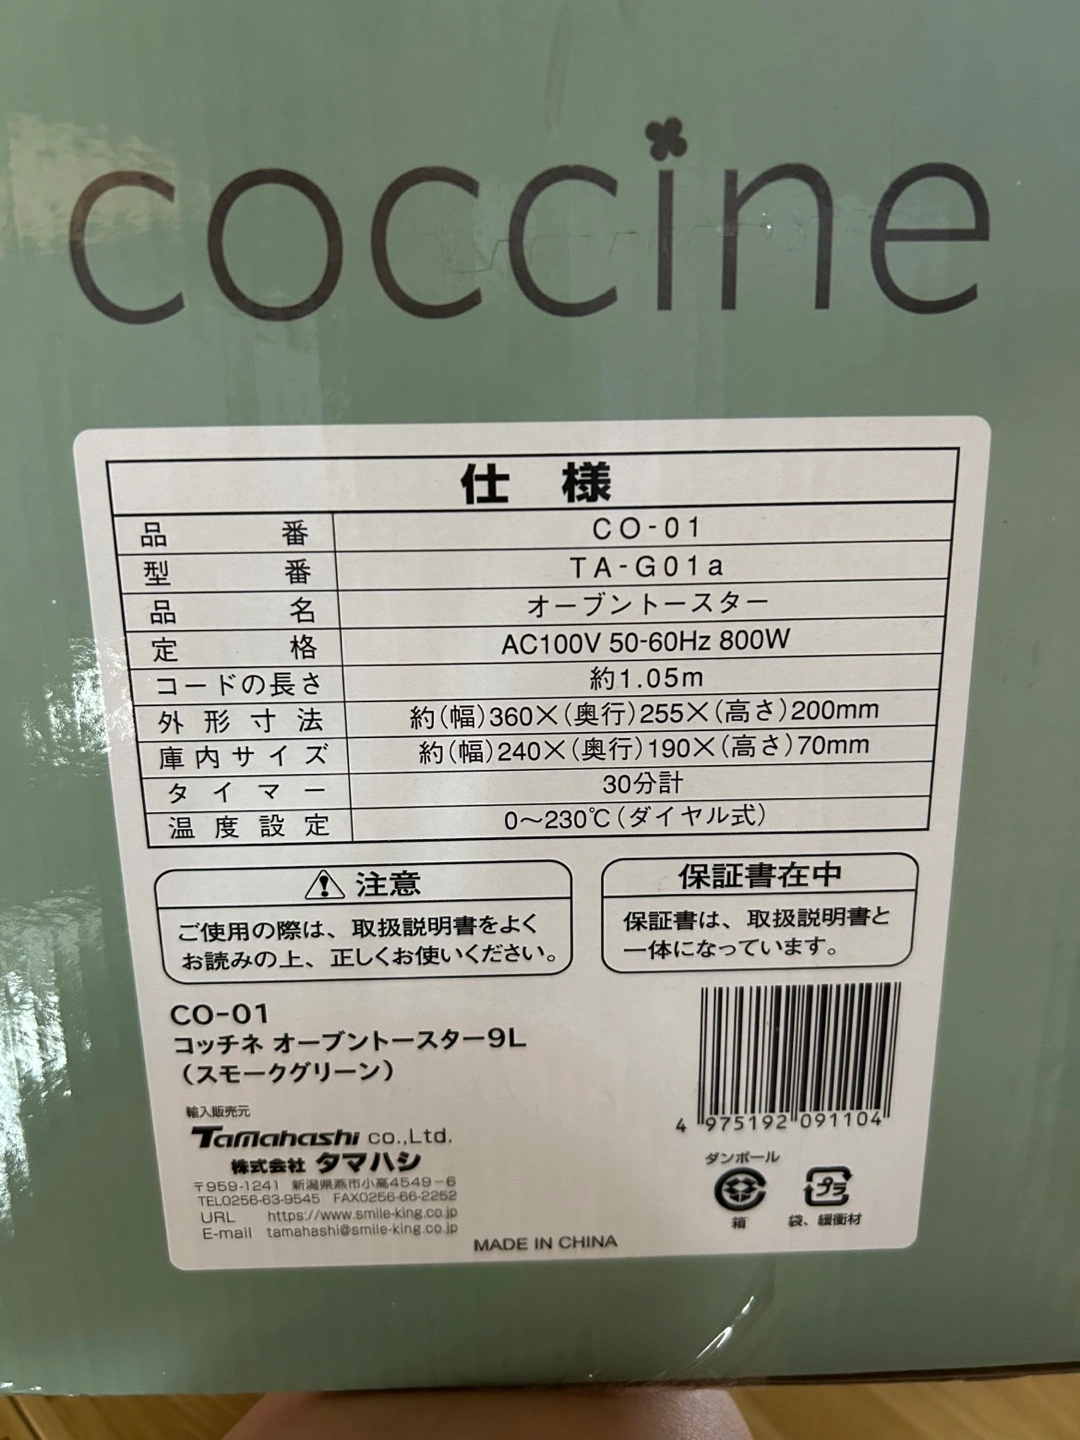 coccine
仕様
品番 CO-01
型番 TA-G01a
品名 オーブントースター
定格 AC100V 50-60Hz 800W
コードの長さ 約1.05m
外形寸法 約(幅)360×(奥行)255×(高さ)200mm
庫内サイズ 約(幅)240×(奥行)190×(高さ)70mm
タイマー 30分計
温度設定 0〜230℃(ダイヤル式)
注意
ご使用の際は、取扱説明書をよく
お読みの上、正しくお使いください。
保証書在中
保証書は、取扱説明書と
一体になっています。
CO-01
コッチネ オーブントースター9L
(スモークグリーン)
輸入販売元
Tamahashi co.,Ltd.
株式会社 タマハシ
〒959-1241 新潟県燕市小高4549-6
TEL0256-63-9545 FAX0256-66-2252
URL https://www.smile-king.co.jp
E-mail tamahashi@smile-king.co.jp
MADE IN CHINA
4 975192 091104
ダンボール
箱
プラ
袋、緩衝材